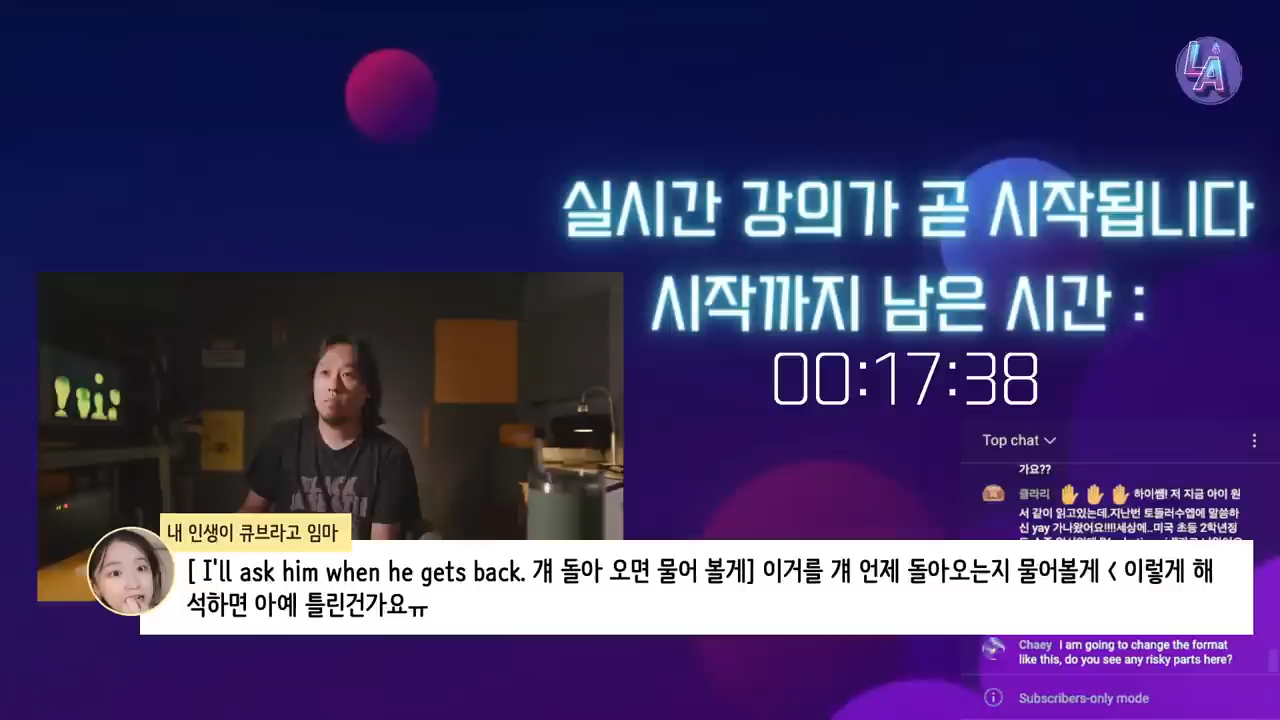 LA
실시간 강의가 곧 시작됩니다
시작까지 남은 시간 :
00:17:38
Top chat
가요??
클라리 하이쌤! 저 지금 아이 원
서 같이 읽고있는데.지난번 토들러수업에 말씀하
신 yay 가나왔어요!!!!세상에..미국 초등 2학년정
내 인생이 큐브라고 임마
[ I'll ask him when he gets back. 걔 돌아 오면 물어 볼게] 이거를 걔 언제 돌아오는지 물어볼게 < 이렇게 해
석하면 아예 틀린건가요ㅠ
Chaey I am going to change the format
like this, do you see any risky parts here?
Subscribers-only mode